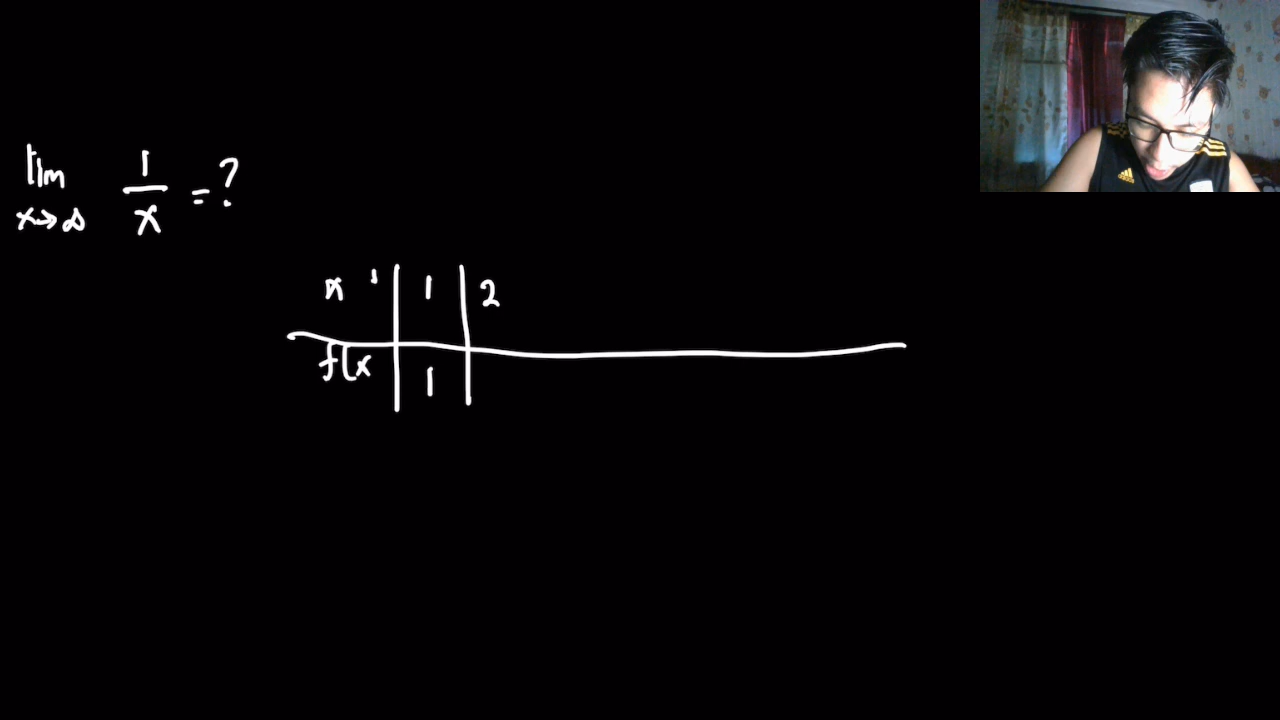 lim 1/x = ?
x→∞
x 1 2
f(x 1